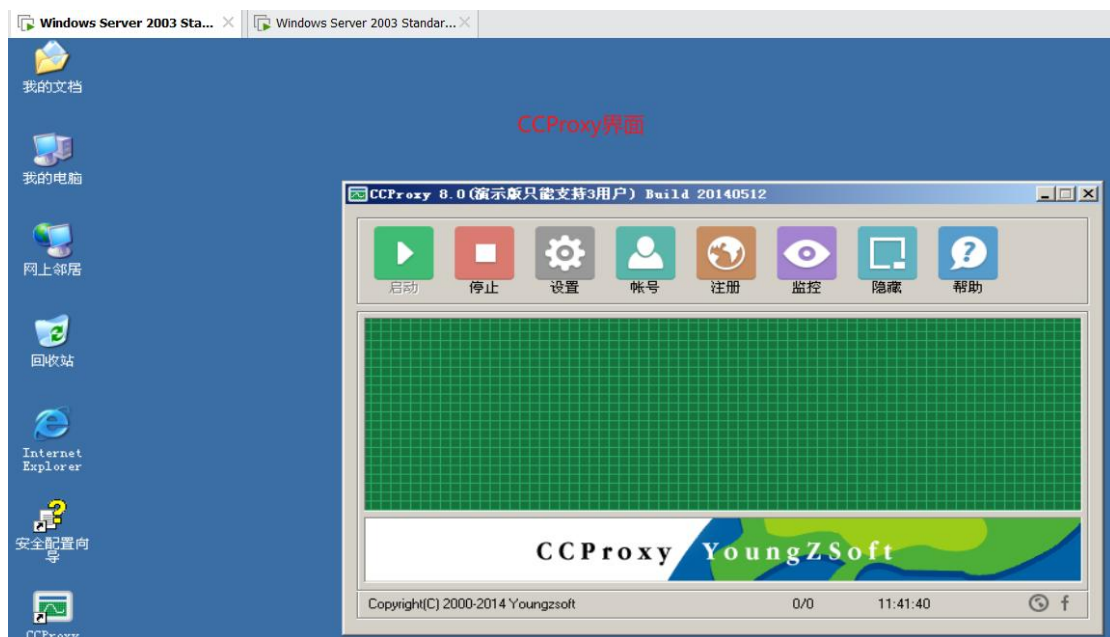 Windows Server 2003 Sta...
Windows Server 2003 Standar...
我的文档
CCProxy界面
我的电脑
CCProxy 8.0(演示版只能支持3用户) Build 20140512
网上邻居
启动 停止 设置 帐号 注册 监控 隐藏 帮助
回收站
Internet
Explorer
安全配置向
导
CCProxy YoungZSoft
Copyright(C) 2000-2014 Youngzsoft 0/0 11:41:40
CCProxy